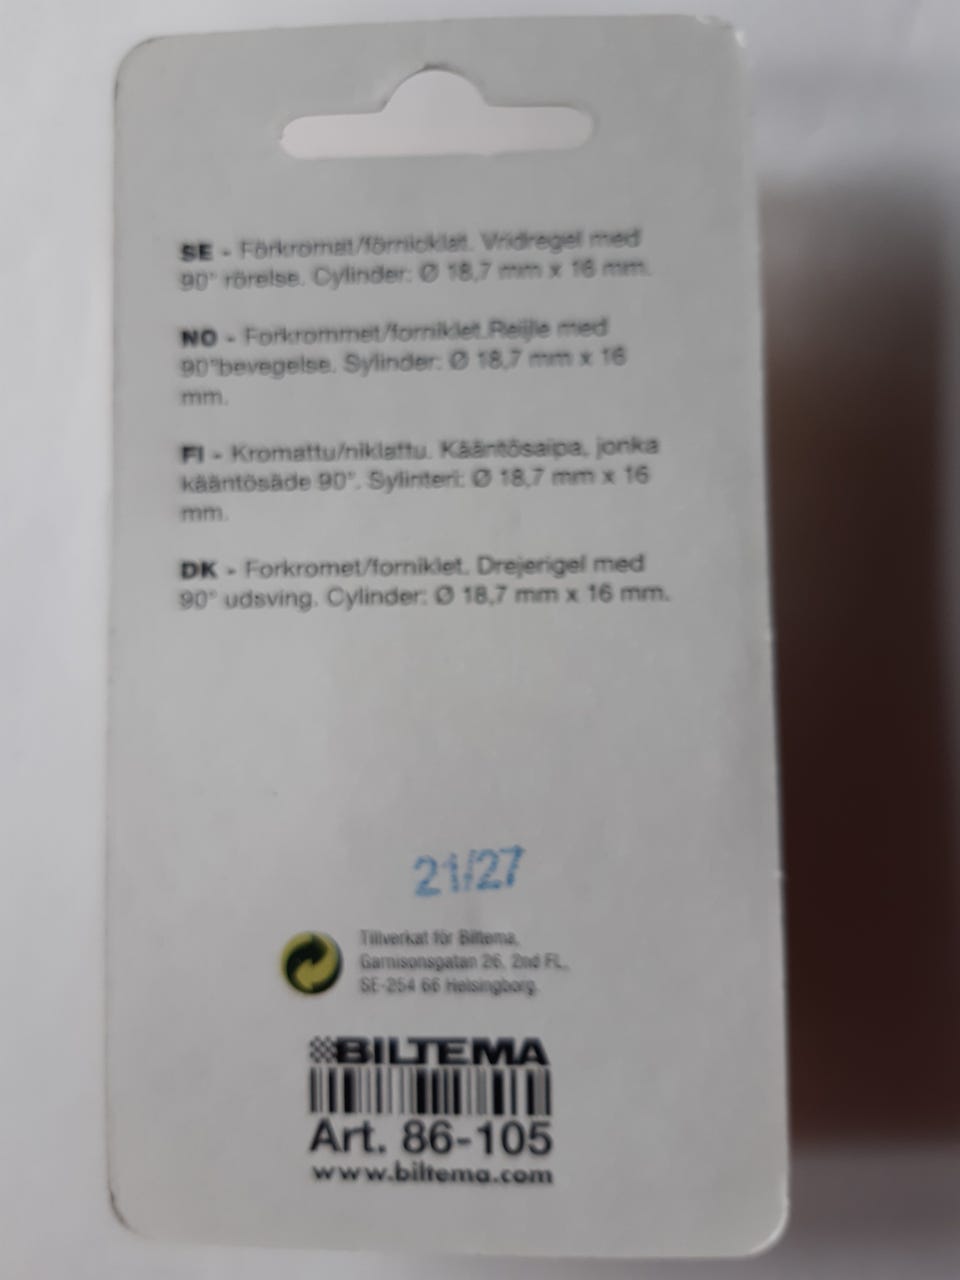 SE - Förkromat/förnicklat. Vridregel med
90° rörelse. Cylinder: Ø 18,7 mm x 16 mm.
NO - Forkrommet/forniklet.Reijle med
90°bevegelse. Sylinder: Ø 18,7 mm x 16
mm.
FI - Kromattu/niklattu. Kääntösalpa, jonka
kääntösäde 90°. Sylinteri: Ø 18,7 mm x 16
mm.
DK - Forkromet/forniklet. Drejerigel med
90° udsving. Cylinder: Ø 18,7 mm x 16 mm.
21/27
Tillverkat för Biltema,
Garnisonsgatan 26, 2nd FL,
SE-254 66 Helsingborg
BILTEMA
Art. 86-105
www.biltema.com